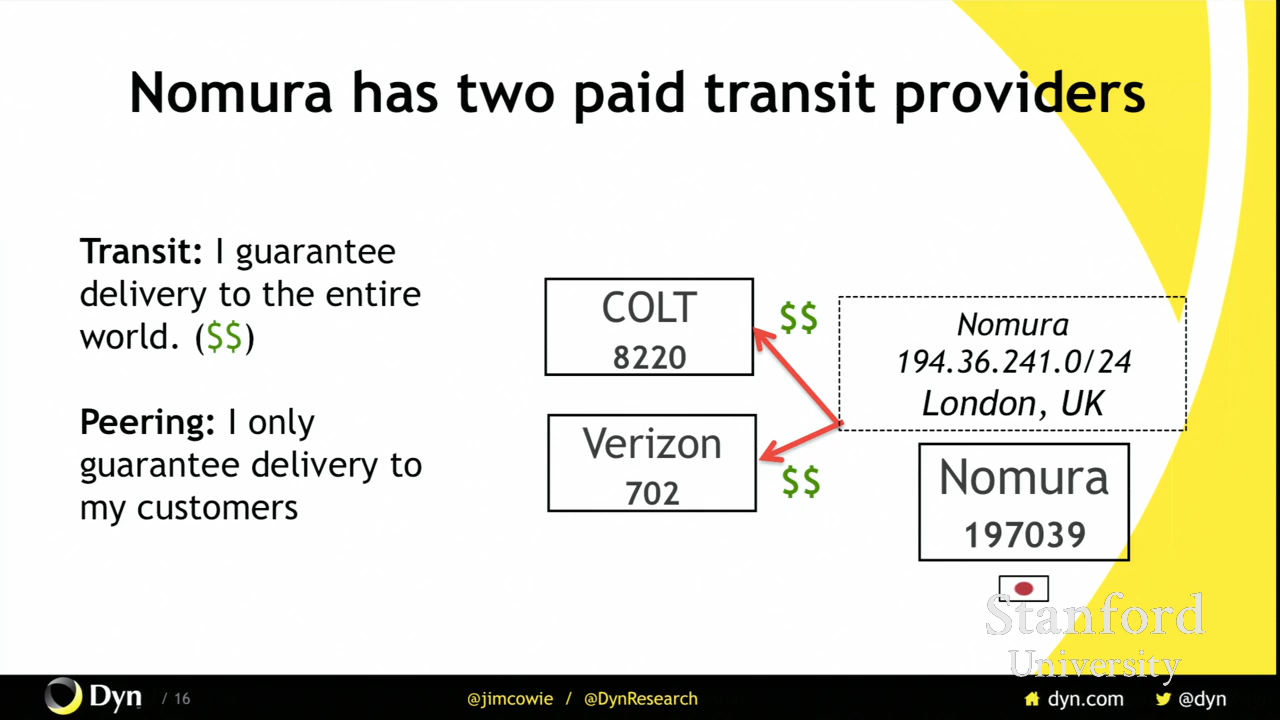 Nomura has two paid transit providers
Transit: I guarantee
delivery to the entire
world. ($$)
Peering: I only
guarantee delivery to
my customers
COLT
8220
$$
Verizon
702
$$
Nomura
194.36.241.0/24
London, UK
Nomura
197039
Stanford
University
Dyn
/ 16
@jimcowie / @DynResearch
dyn.com
@dyn